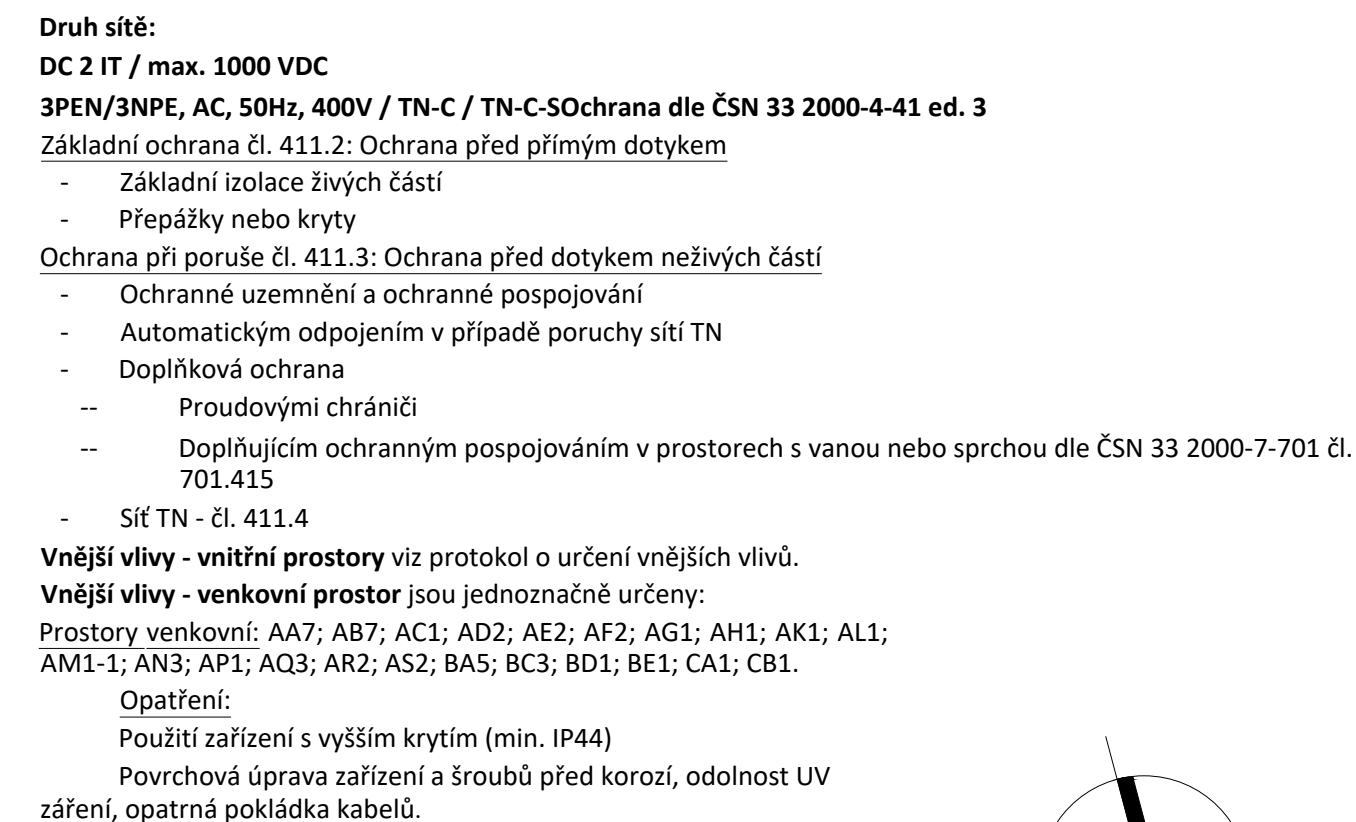 Druh sítě:
DC 2 IT / max. 1000 VDC
3PEN/3NPE, AC, 50Hz, 400V / TN-C / TN-C-SOchrana dle ČSN 33 2000-4-41 ed. 3
Základní ochrana čl. 411.2: Ochrana před přímým dotykem
- Základní izolace živých částí
- Přepážky nebo kryty
Ochrana při poruše čl. 411.3: Ochrana před dotykem neživých částí
- Ochranné uzemnění a ochranné pospojování
- Automatickým odpojením v případě poruchy sítí TN
- Doplňková ochrana
-- Proudovými chrániči
-- Doplňujícím ochranným pospojováním v prostorech s vanou nebo sprchou dle ČSN 33 2000-7-701 čl.
701.415
- Síť TN - čl. 411.4
Vnější vlivy - vnitřní prostory viz protokol o určení vnějších vlivů.
Vnější vlivy - venkovní prostor jsou jednoznačně určeny:
Prostory venkovní: AA7; AB7; AC1; AD2; AE2; AF2; AG1; AH1; AK1; AL1;
AM1-1; AN3; AP1; AQ3; AR2; AS2; BA5; BC3; BD1; BE1; CA1; CB1.
Opatření:
Použití zařízení s vyšším krytím (min. IP44)
Povrchová úprava zařízení a šroubů před korozí, odolnost UV
záření, opatrná pokládka kabelů.